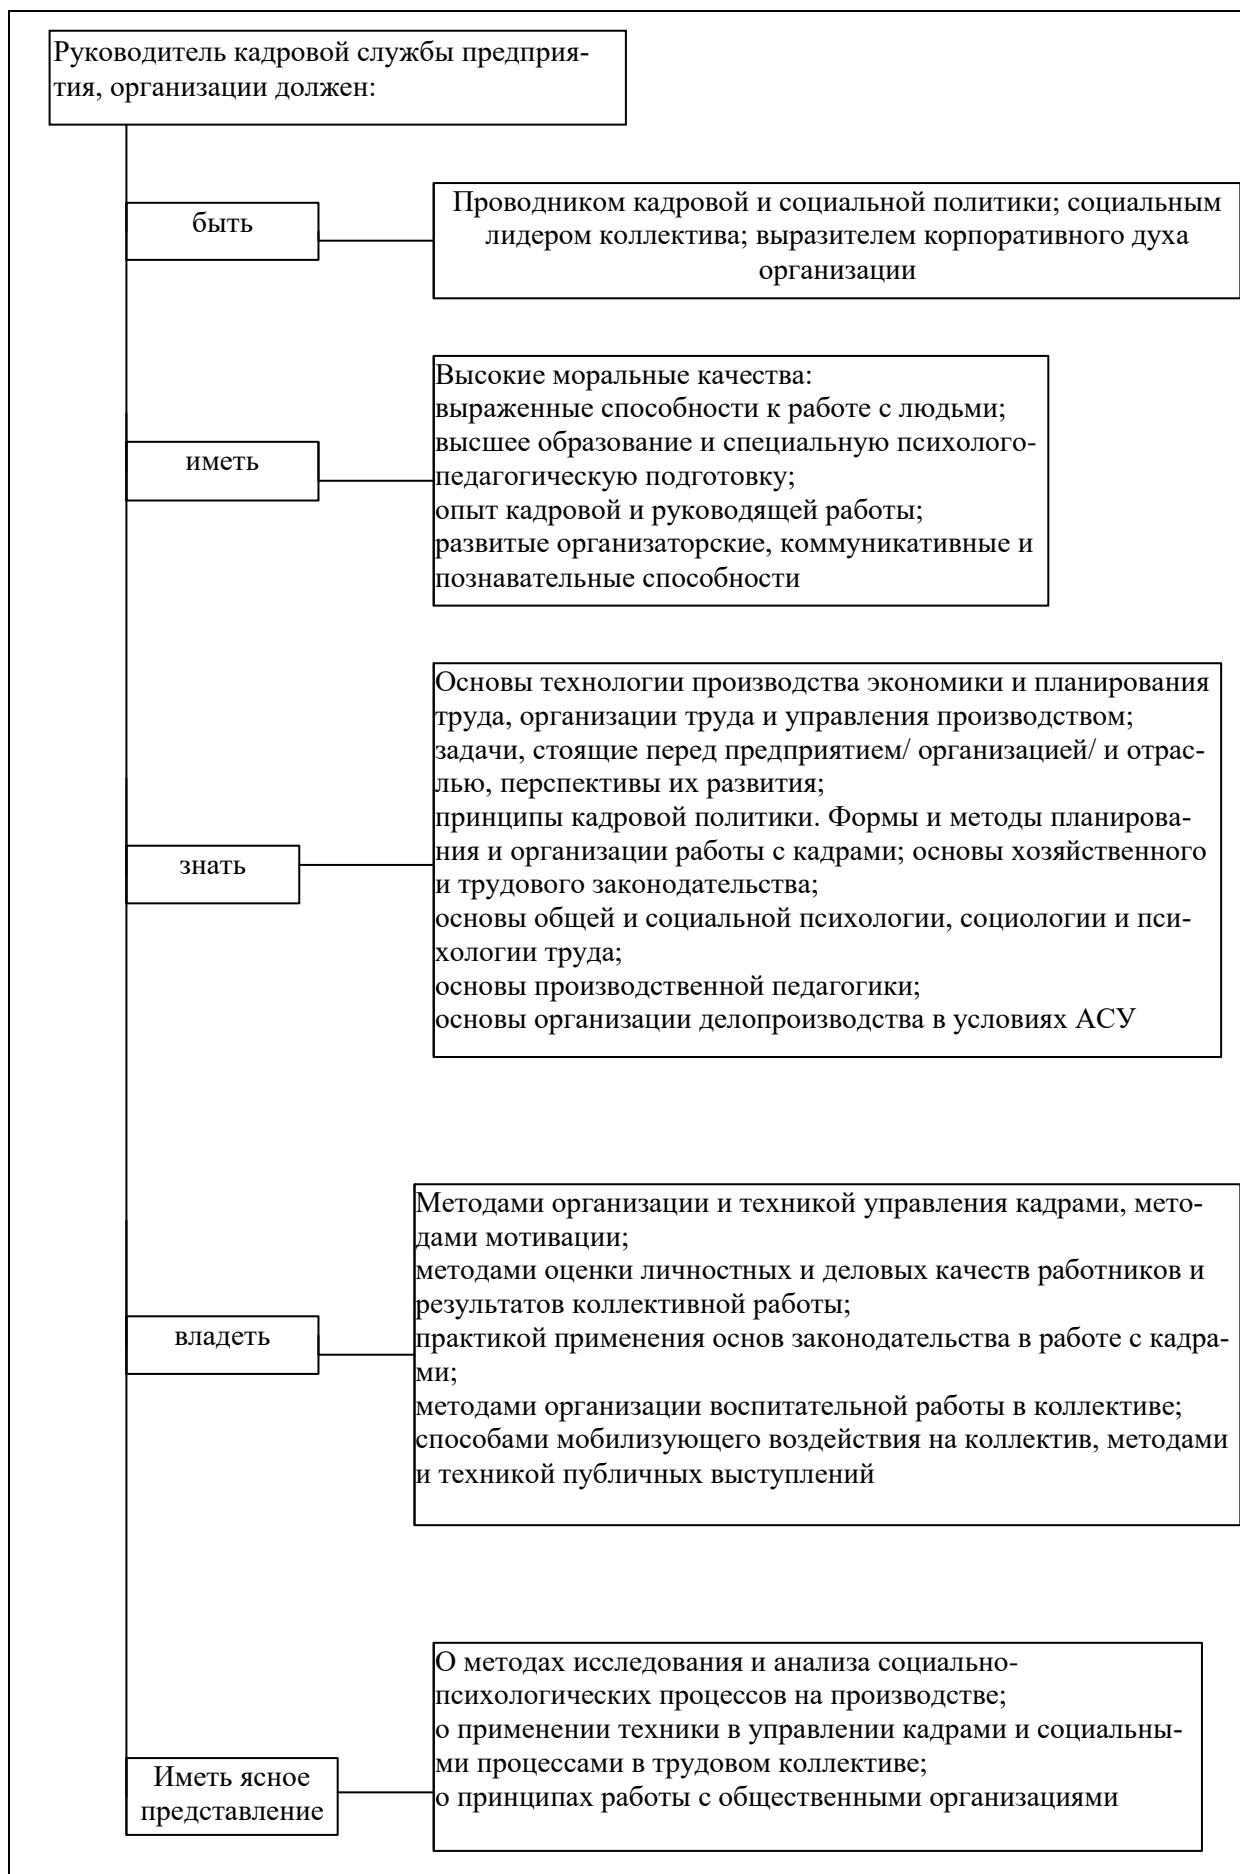 Руководитель кадровой службы предприя-
тия, организации должен:
быть
Проводником кадровой и социальной политики; социальным
лидером коллектива; выразителем корпоративного духа
организации
иметь
Высокие моральные качества:
выраженные способности к работе с людьми;
высшее образование и специальную психолого-
педагогическую подготовку;
опыт кадровой и руководящей работы;
развитые организаторские, коммуникативные и
познавательные способности
знать
Основы технологии производства экономики и планирования
труда, организации труда и управления производством;
задачи, стоящие перед предприятием/ организацией/ и отрас-
лью, перспективы их развития;
принципы кадровой политики. Формы и методы планирова-
ния и организации работы с кадрами; основы хозяйственного
и трудового законодательства;
основы общей и социальной психологии, социологии и пси-
хологии труда;
основы производственной педагогики;
основы организации делопроизводства в условиях АСУ
владеть
Методами организации и техникой управления кадрами, мето-
дами мотивации;
методами оценки личностных и деловых качеств работников и
результатов коллективной работы;
практикой применения основ законодательства в работе с кадра-
ми;
методами организации воспитательной работы в коллективе;
способами мобилизующего воздействия на коллектив, методами
и техникой публичных выступлений
Иметь ясное
представление
О методах исследования и анализа социально-
психологических процессов на производстве;
о применении техники в управлении кадрами и социальны-
ми процессами в трудовом коллективе;
о принципах работы с общественными организациями